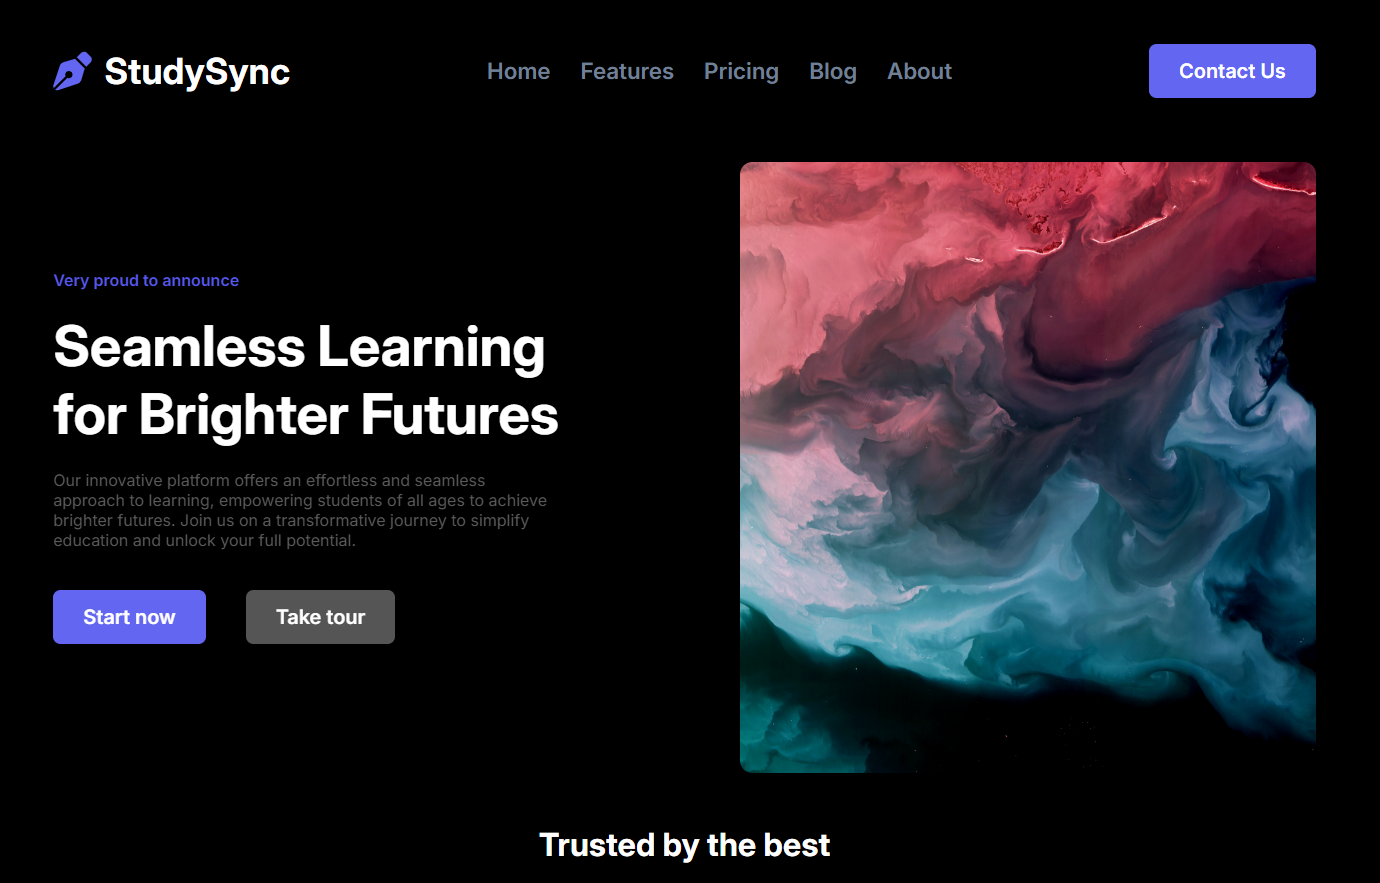 StudySync
Home Features Pricing Blog About
Contact Us
Very proud to announce
Seamless Learning
for Brighter Futures
Our innovative platform offers an effortless and seamless
approach to learning, empowering students of all ages to achieve
brighter futures. Join us on a transformative journey to simplify
education and unlock your full potential.
Start now
Take tour
Trusted by the best